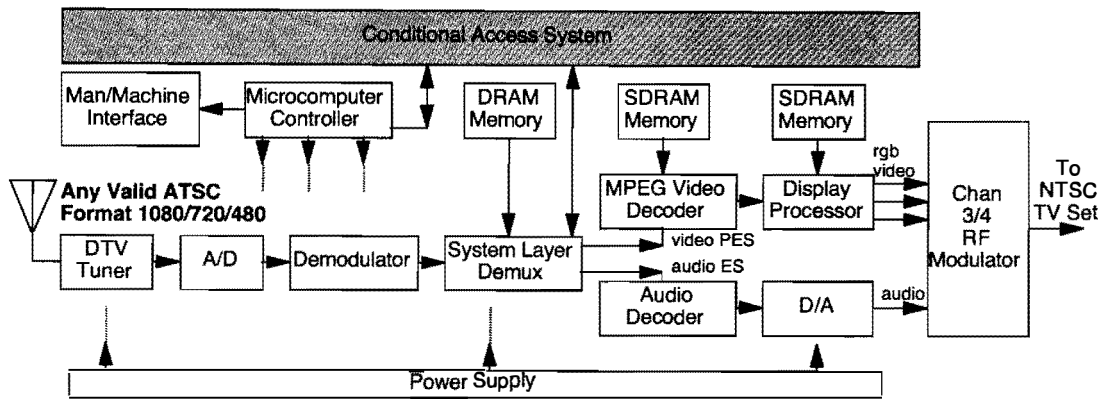 Conditional Access System
Man/Machine
Interface
Microcomputer
Controller
DRAM
Memory
SDRAM
Memory
SDRAM
Memory
Any Valid ATSC
Format 1080/720/480
DTV
Tuner
A/D
Demodulator
System Layer
Demux
MPEG Video
Decoder
video PES
audio ES
Audio
Decoder
Display
Processor
D/A
rgb
video
audio
Chan
3/4
RF
Modulator
To
NTSC
TV Set
Power Supply